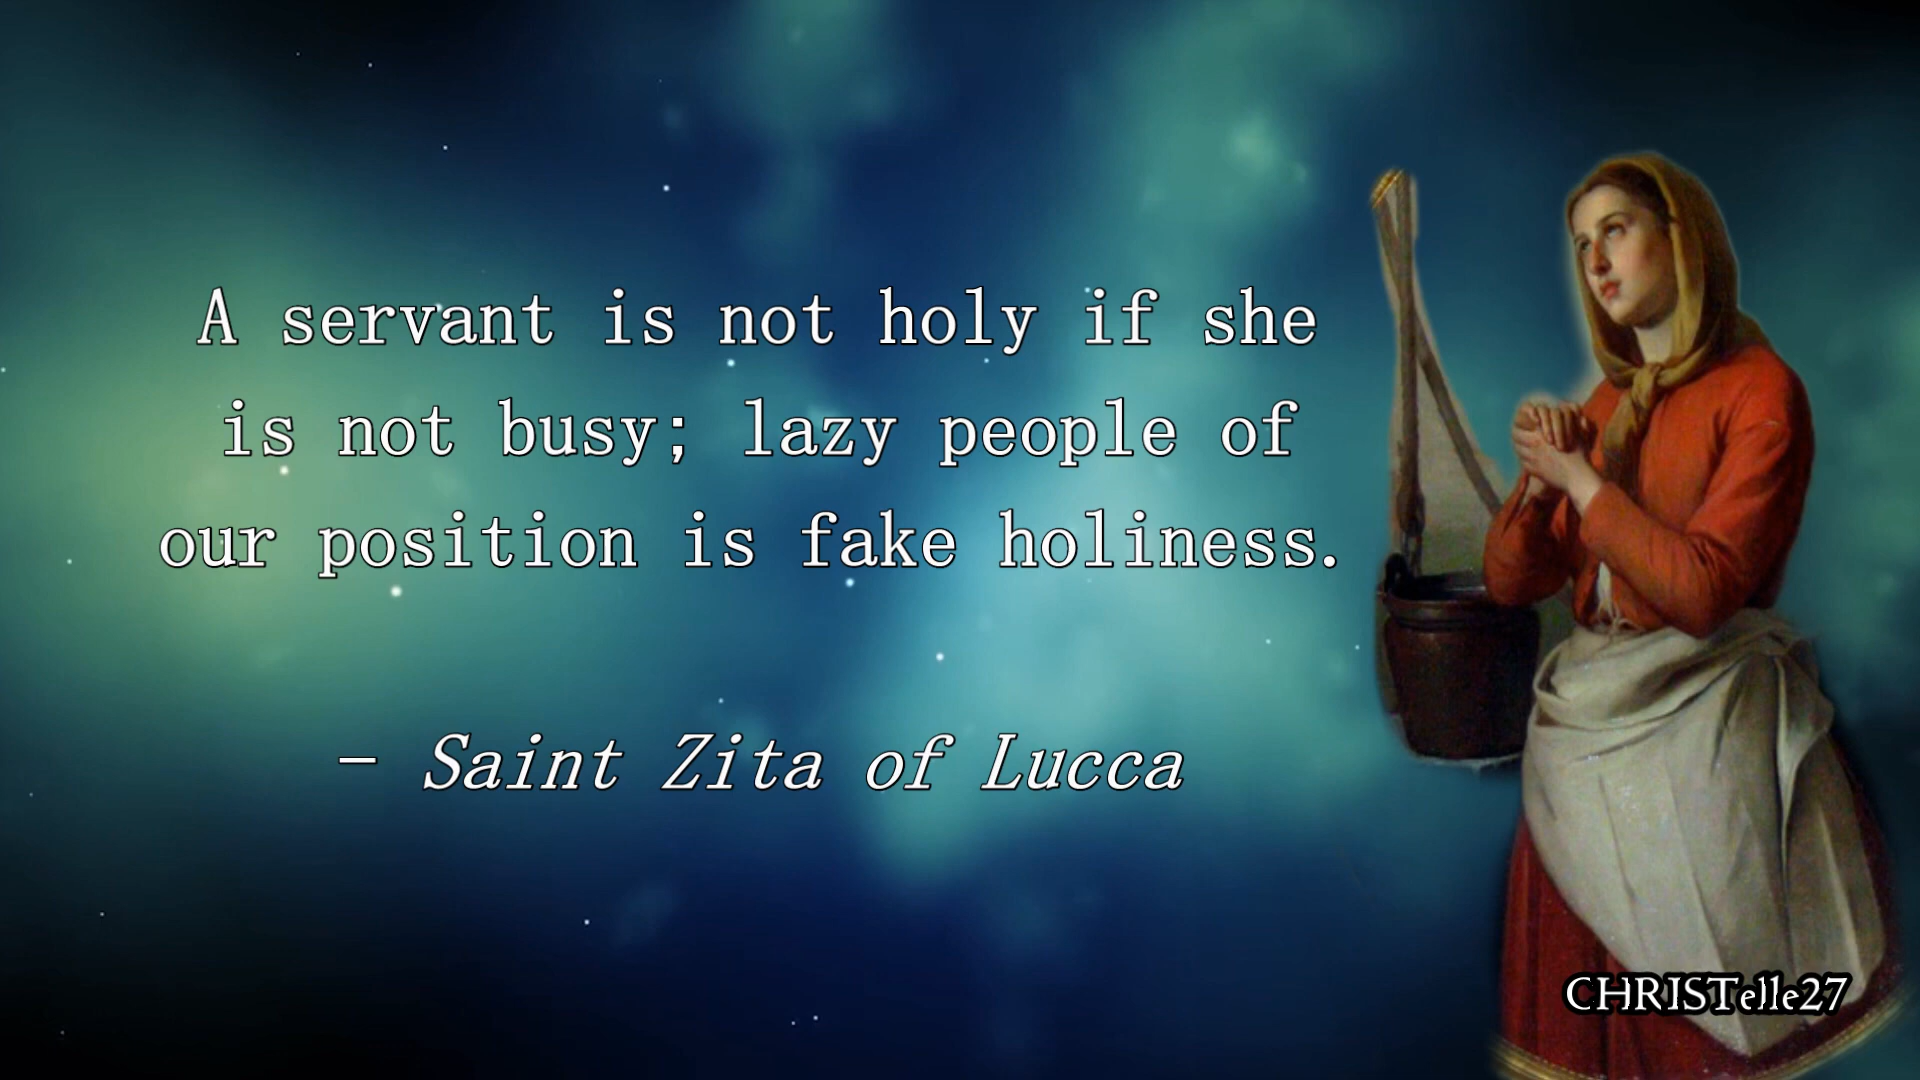 A servant is not holy if she
is not busy; lazy people of
our position is fake holiness.
- Saint Zita of Lucca
CHRISTelle27